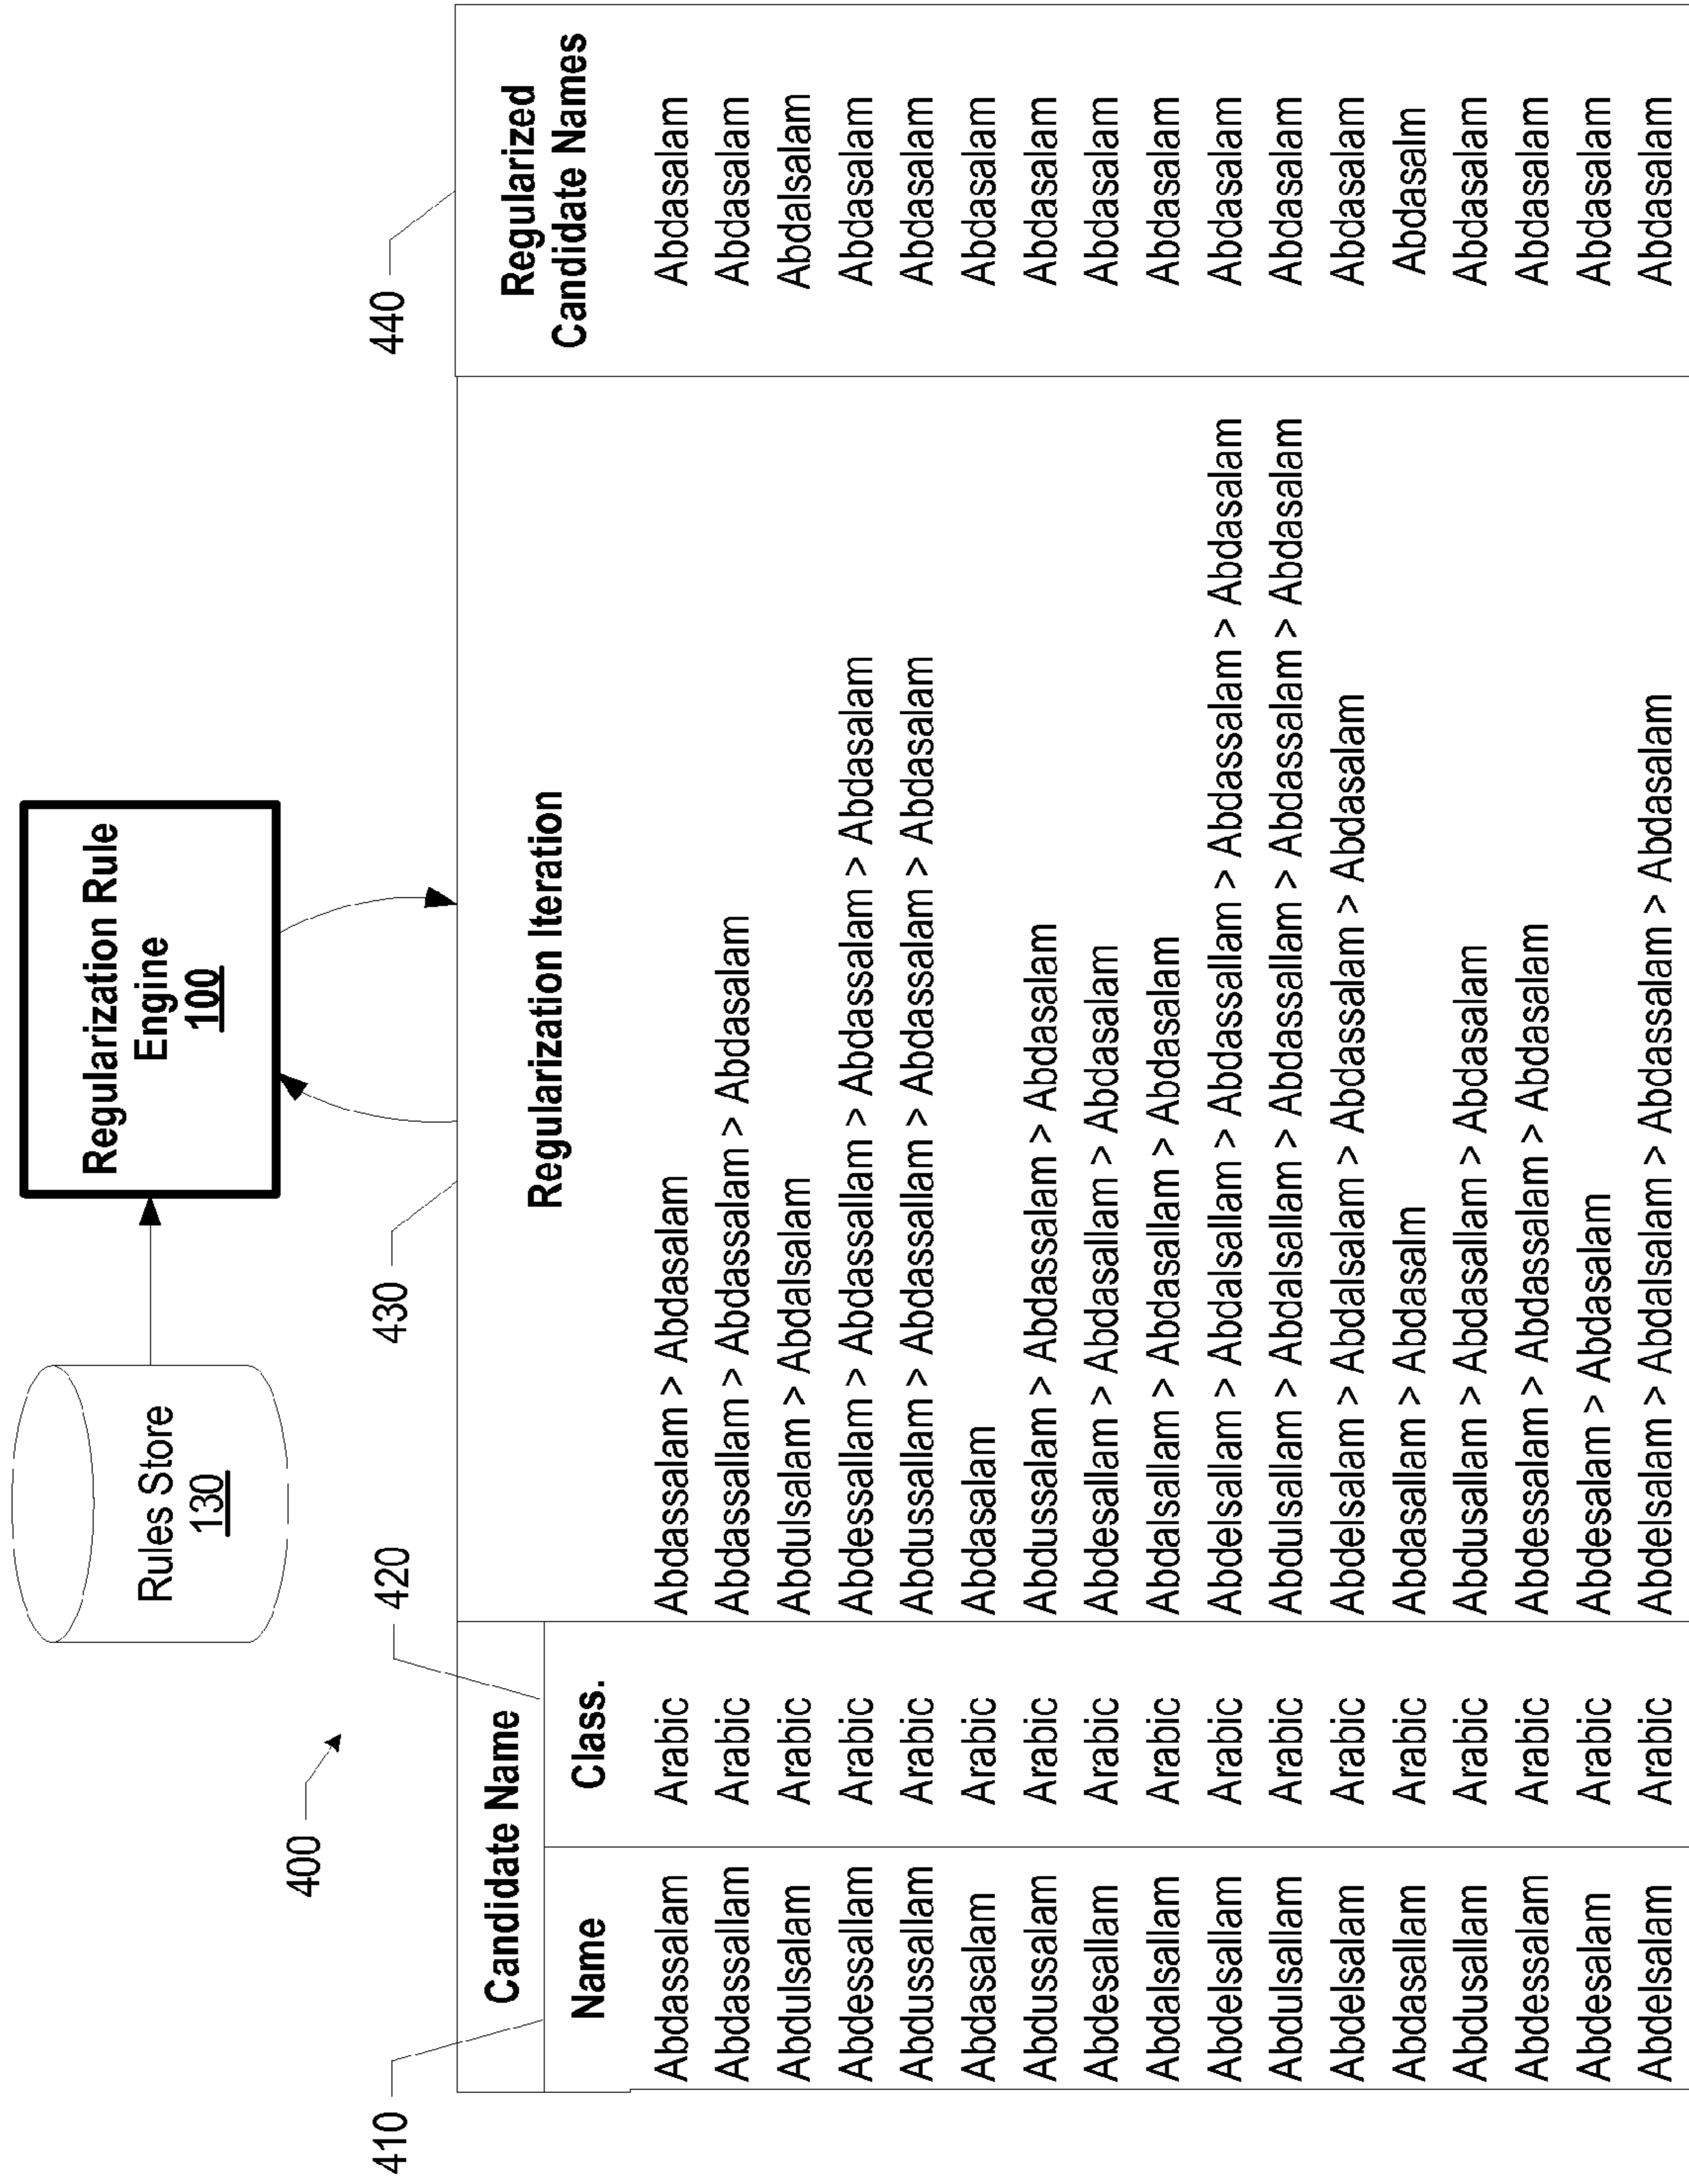 Rules Store
130
Regularization Rule
Engine
100
400
410
420
430
440
Candidate Name
Name
Class.
Regularization Iteration
Regularized
Candidate Names
Abdassalam Arabic Abdassalam > Abdasalam Abdasalam
Abdassallam Arabic Abdassallam > Abdassalam > Abdasalam Abdasalam
Abdulsalam Arabic Abdulsalam > Abdalsalam Abdalsalam
Abdessallam Arabic Abdessallam > Abdassallam > Abdassalam > Abdasalam Abdasalam
Abdussallam Arabic Abdussallam > Abdassallam > Abdassalam > Abdasalam Abdasalam
Abdasalam Arabic Abdasalam Abdasalam
Abdussalam Arabic Abdussalam > Abdassalam > Abdasalam Abdasalam
Abdesallam Arabic Abdesallam > Abdasallam > Abdasalam Abdasalam
Abdalsallam Arabic Abdalsallam > Abdasallam > Abdasalam Abdasalam
Abdelsallam Arabic Abdelsallam > Abdalsallam > Abdassallam > Abdassalam > Abdasalam Abdasalam
Abdulsallam Arabic Abdulsallam > Abdalsallam > Abdassallam > Abdassalam > Abdasalam Abdasalam
Abdelsalam Arabic Abdelsalam > Abdalsalam > Abdassalam > Abdasalam Abdasalam
Abdasallam Arabic Abdasallam > Abdasalm Abdasalm
Abdusallam Arabic Abdusallam > Abdasallam > Abdasalam Abdasalam
Abdessalam Arabic Abdessalam > Abdassalam > Abdasalam Abdasalam
Abdesalam Arabic Abdesalam > Abdasalam Abdasalam
Abdelsalam Arabic Abdelsalam > Abdalsalam > Abdassalam > Abdasalam Abdasalam